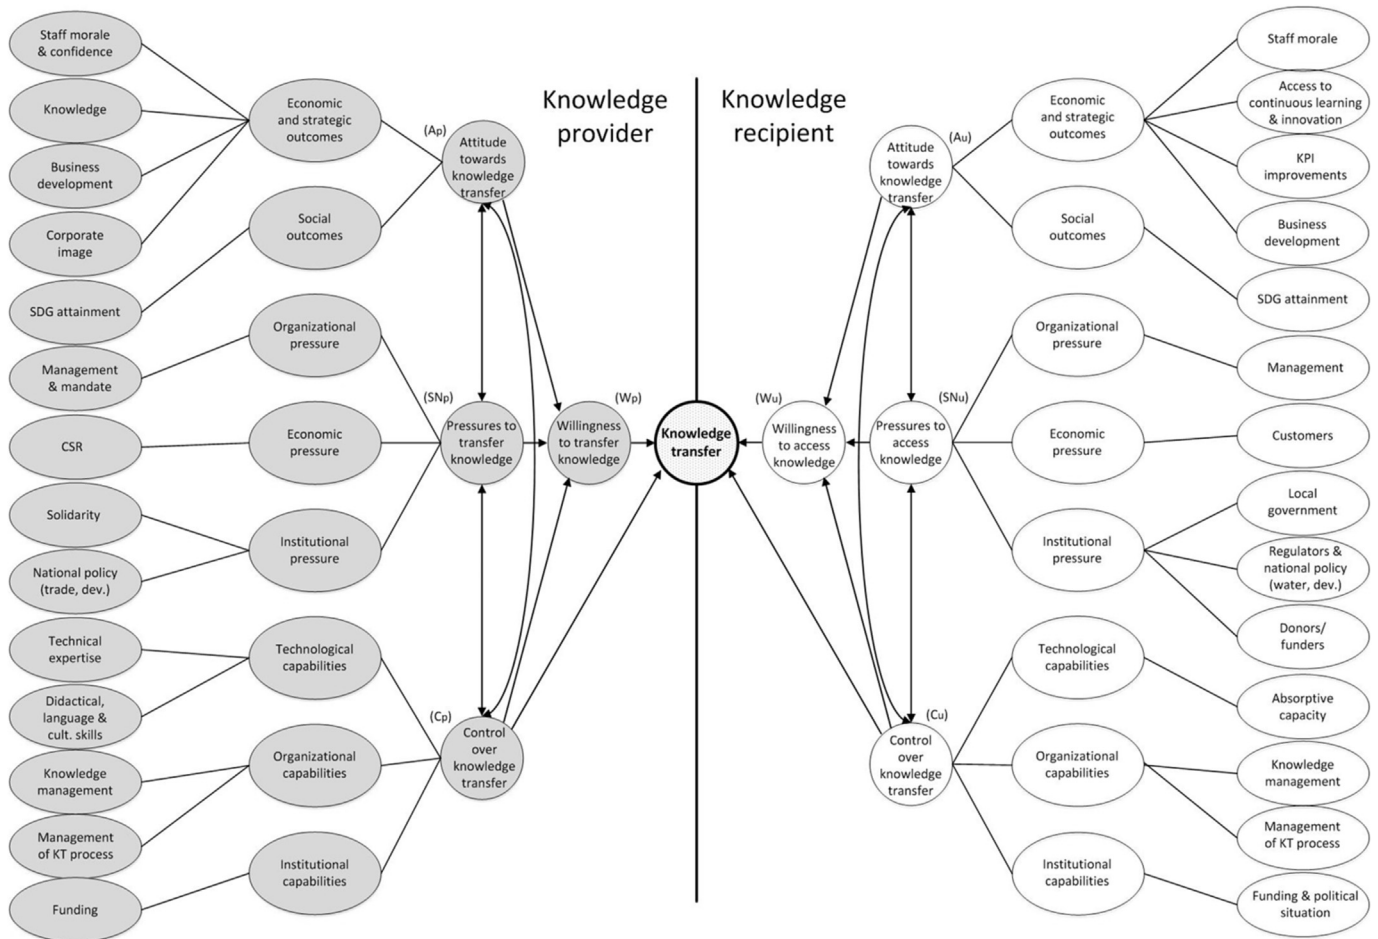 Knowledge
provider
Knowledge
recipient
Staff morale
& confidence
Knowledge
Business
development
Corporate
image
SDG attainment
Management
& mandate
CSR
Solidarity
National policy
(trade, dev.)
Technical
expertise
Didactical,
language &
cult. skills
Knowledge
management
Management
of KT process
Funding
Economic
and strategic
outcomes
Social
outcomes
Organizational
pressure
Economic
pressure
Institutional
pressure
Technological
capabilities
Organizational
capabilities
Institutional
capabilities
(Ap)
Attitude
towards
knowledge
transfer
(SNp)
Pressures to
transfer
knowledge
(Cp)
Control
over
knowledge
transfer
(Wp)
Willingness
to transfer
knowledge
Knowledge
transfer
(Wu)
Willingness
to access
knowledge
(Au)
Attitude
towards
knowledge
transfer
(SNu)
Pressures to
access
knowledge
(Cu)
Control
over
knowledge
transfer
Economic
and strategic
outcomes
Social
outcomes
Organizational
pressure
Economic
pressure
Institutional
pressure
Technological
capabilities
Organizational
capabilities
Institutional
capabilities
Staff morale
Access to
continuous learning
& innovation
KPI
improvements
Business
development
SDG attainment
Management
Customers
Local
government
Regulators &
national policy
(water, dev.)
Donors/
funders
Absorptive
capacity
Knowledge
management
Management
of KT process
Funding & political
situation